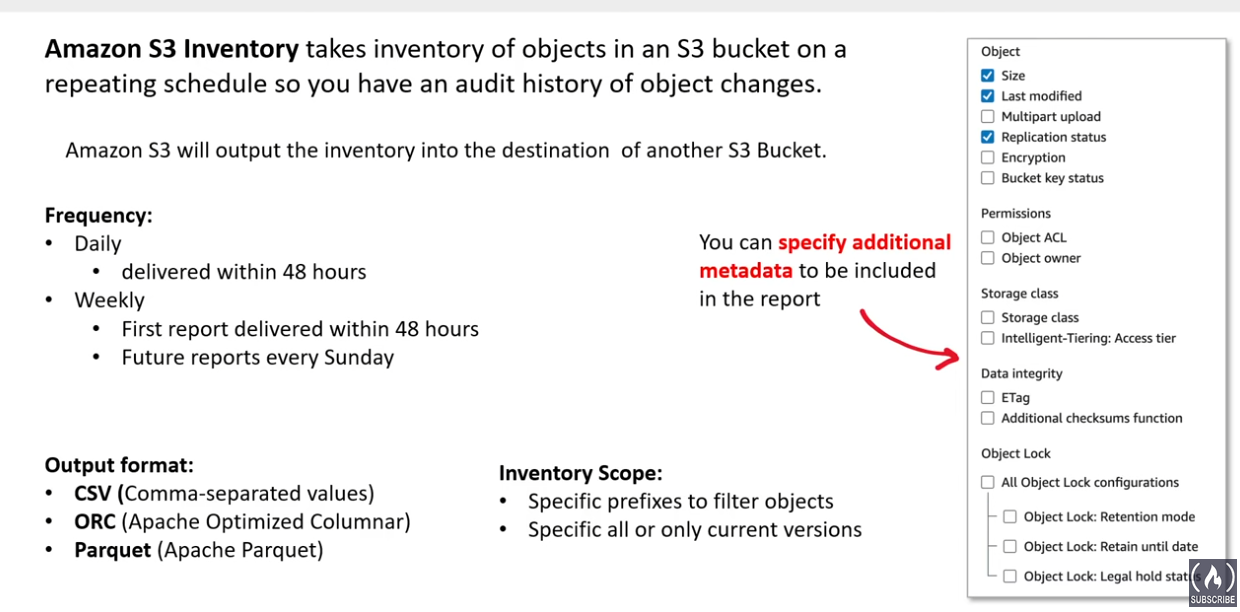 Amazon S3 Inventory takes inventory of objects in an S3 bucket on a
repeating schedule so you have an audit history of object changes.
Amazon S3 will output the inventory into the destination of another S3 Bucket.
Frequency:
• Daily
• delivered within 48 hours
• Weekly
• First report delivered within 48 hours
• Future reports every Sunday
Output format:
• CSV (Comma-separated values)
• ORC (Apache Optimized Columnar)
• Parquet (Apache Parquet)
Inventory Scope:
• Specific prefixes to filter objects
• Specific all or only current versions
You can specify additional
metadata to be included
in the report
Object
Size
Last modified
Multipart upload
Replication status
Encryption
Bucket key status
Permissions
Object ACL
Object owner
Storage class
Storage class
Intelligent-Tiering: Access tier
Data integrity
ETag
Additional checksums function
Object Lock
All Object Lock configurations
Object Lock: Retention mode
Object Lock: Retain until date
Object Lock: Legal hold
SUBSCRIBE